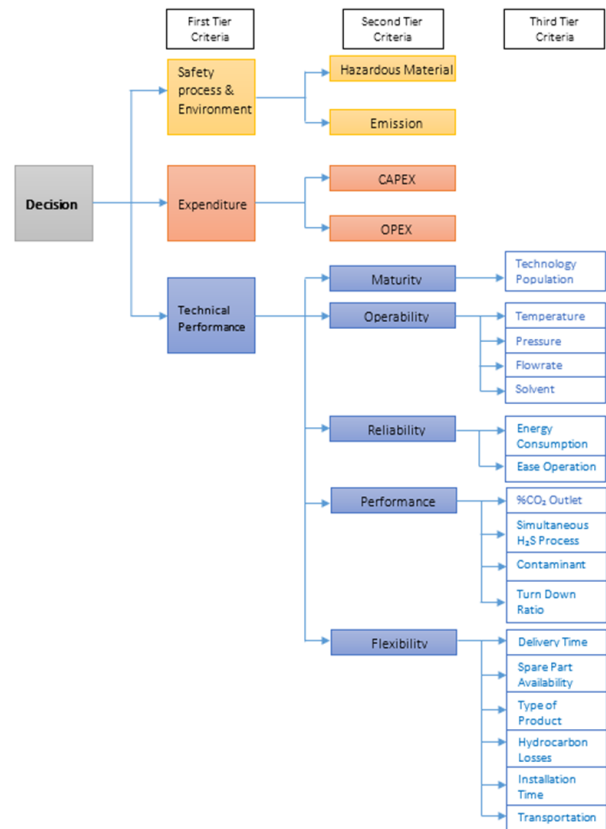 First Tier
Criteria
Second Tier
Criteria
Third Tier
Criteria
Safety
process &
Environment
Hazardous Material
Emission
Decision
Expenditure
CAPEX
OPEX
Technical
Performance
Maturity
Technology
Population
Operability
Temperature
Pressure
Flowrate
Solvent
Reliability
Energy
Consumption
Ease Operation
Performance
%CO₂ Outlet
Simultaneous
H₂S Process
Contaminant
Turn Down
Ratio
Flexibility
Delivery Time
Spare Part
Availability
Type of
Product
Hydrocarbon
Losses
Installation
Time
Transportation